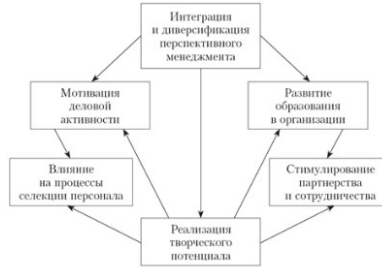 Интеграция
и диверсификация
перспективного
менеджмента
Мотивация
деловой
активности
Развитие
образования
в организации
Влияние
на процессы
селекции персонала
Стимулирование
партнерства
и сотрудничества
Реализация
творческого
потенциала